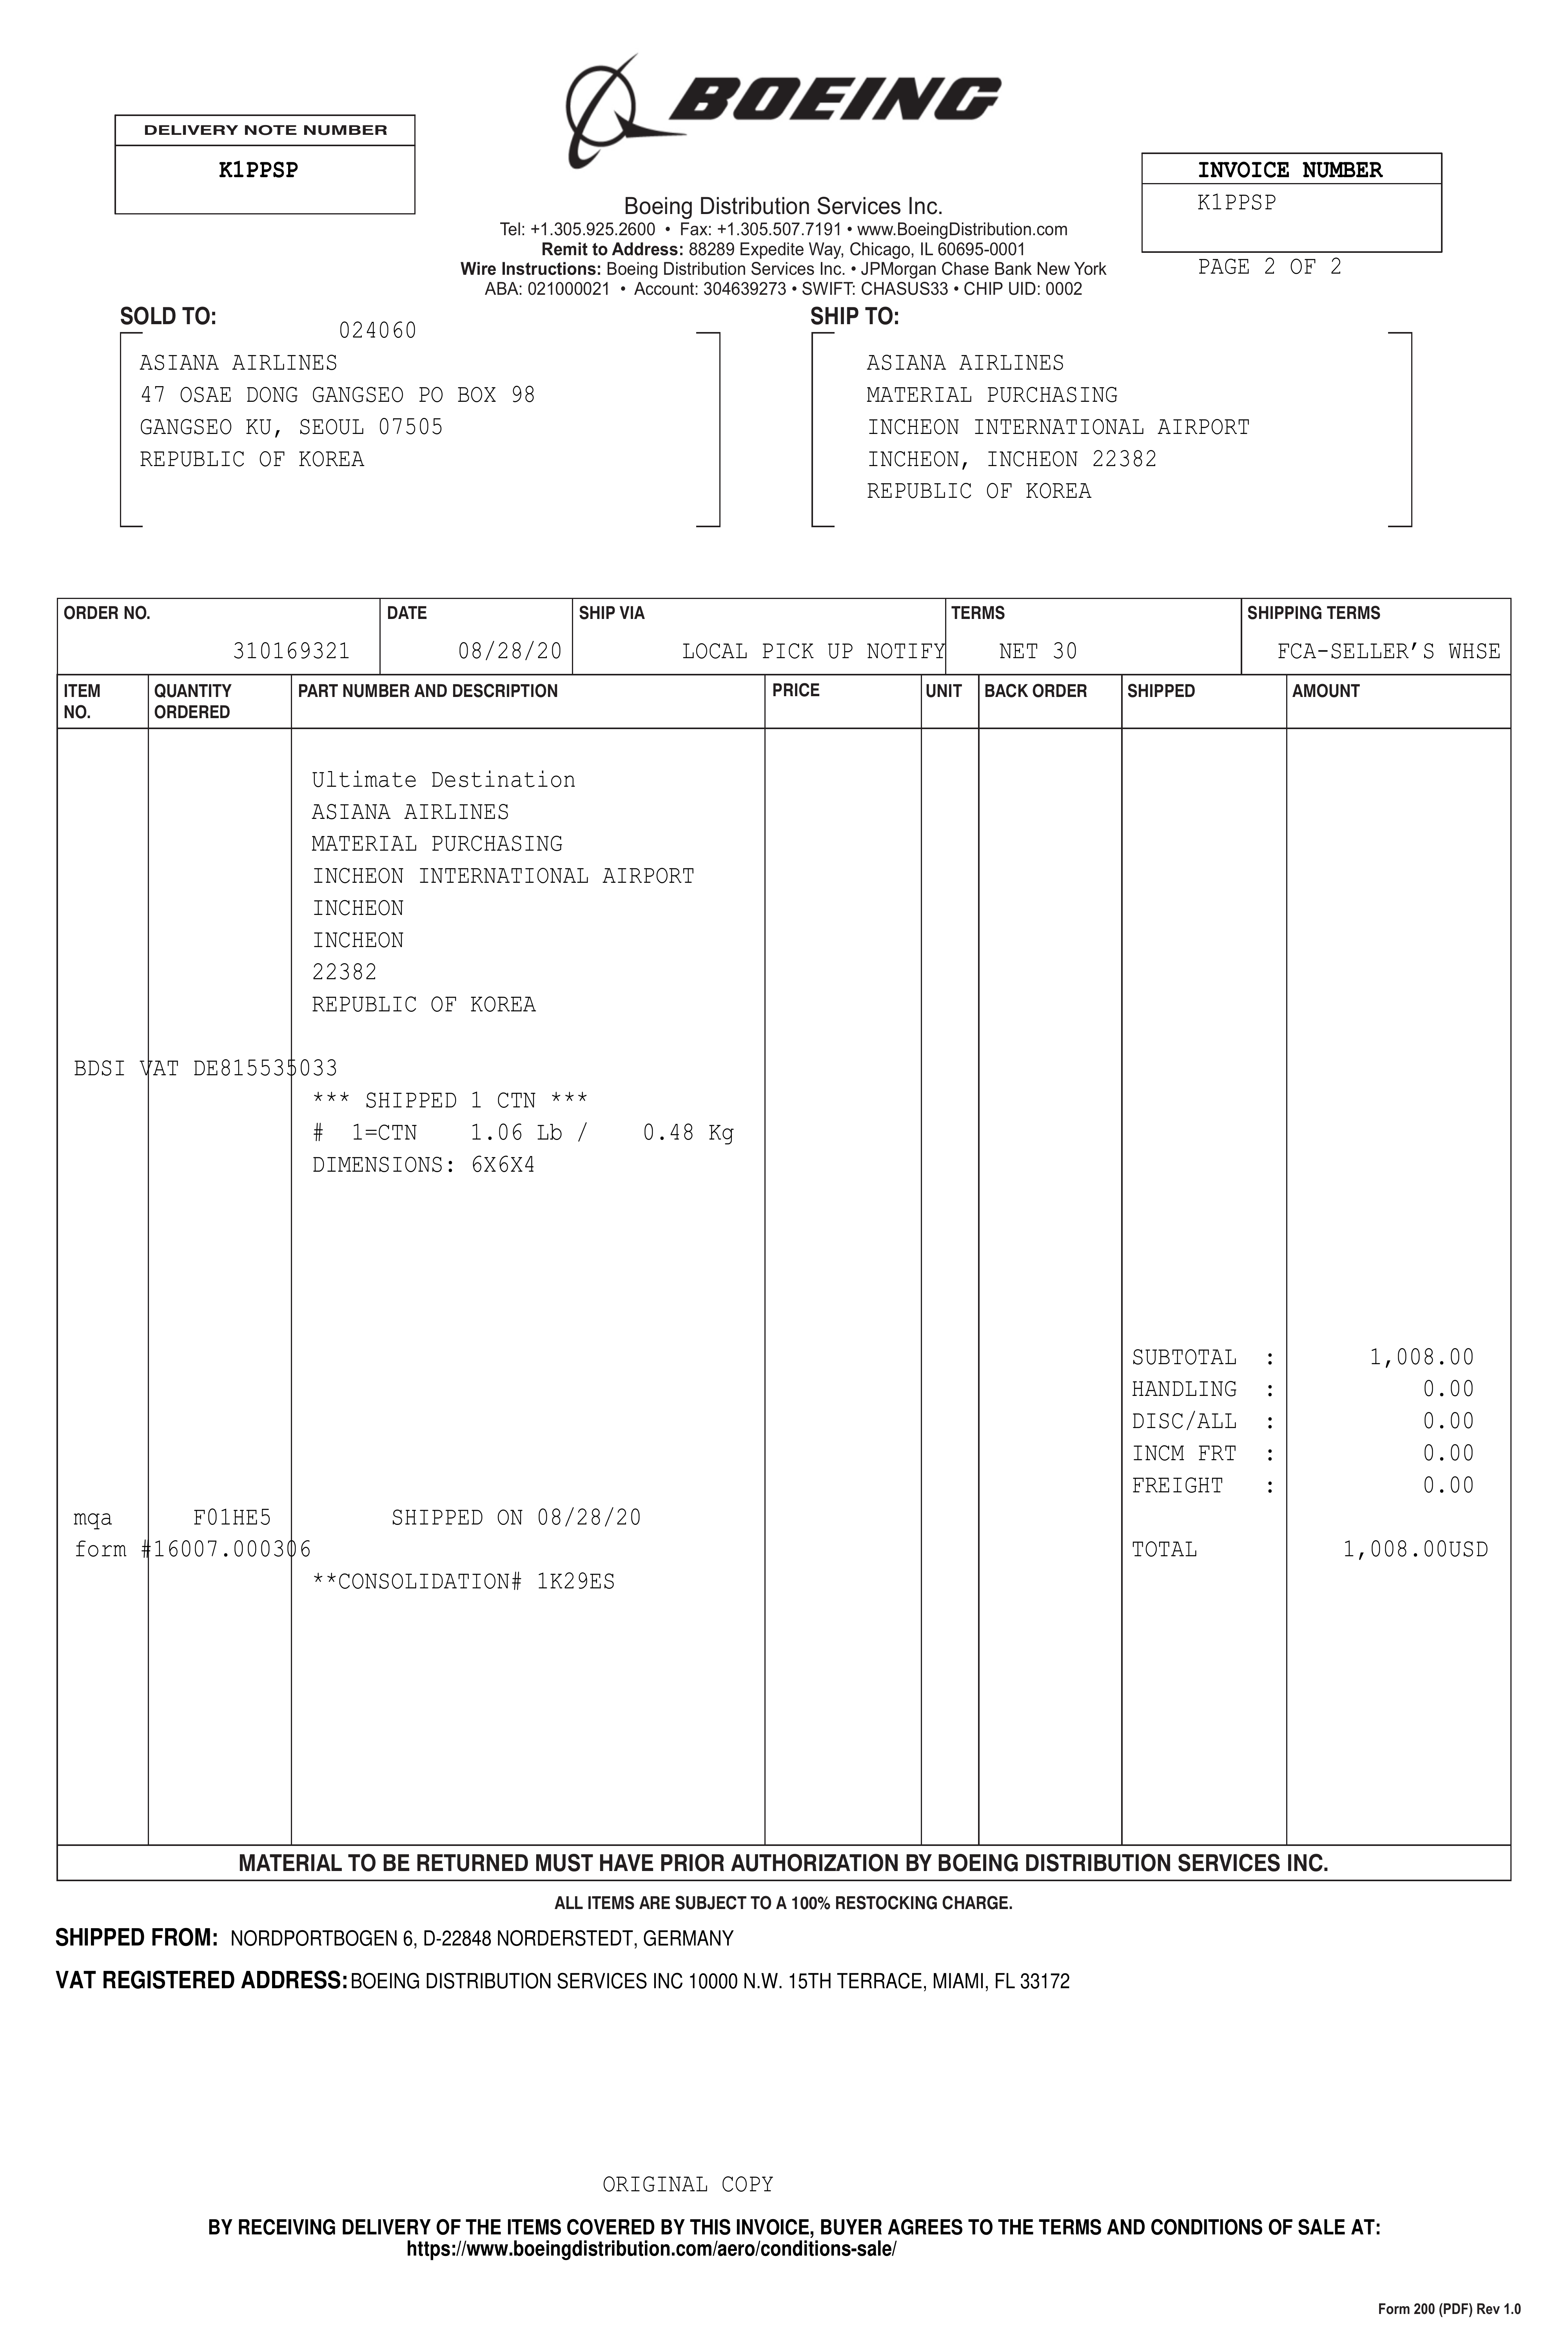 BOEING
DELIVERY NOTE NUMBER
K1PPSP
INVOICE NUMBER
K1PPSP
PAGE 2 OF 2
Boeing Distribution Services Inc.
Tel: +1.305.925.2600 • Fax: +1.305.507.7191 • www.BoeingDistribution.com
Remit to Address: 88289 Expedite Way, Chicago, IL 60695-0001
Wire Instructions: Boeing Distribution Services Inc. • JPMorgan Chase Bank New York
ABA: 021000021 • Account: 304639273 • SWIFT: CHASUS33 • CHIP UID: 0002
SOLD TO:
024060
ASIANA AIRLINES
47 OSAE DONG GANGSEO PO BOX 98
GANGSEO KU, SEOUL 07505
REPUBLIC OF KOREA
SHIP TO:
ASIANA AIRLINES
MATERIAL PURCHASING
INCHEON INTERNATIONAL AIRPORT
INCHEON, INCHEON 22382
REPUBLIC OF KOREA
ORDER NO. DATE SHIP VIA TERMS SHIPPING TERMS
310169321 08/28/20 LOCAL PICK UP NOTIFY NET 30 FCA-SELLER'S WHSE
ITEM NO. QUANTITY ORDERED PART NUMBER AND DESCRIPTION PRICE UNIT BACK ORDER SHIPPED AMOUNT
Ultimate Destination
ASIANA AIRLINES
MATERIAL PURCHASING
INCHEON INTERNATIONAL AIRPORT
INCHEON
INCHEON
22382
REPUBLIC OF KOREA
BDSI VAT DE815535033
*** SHIPPED 1 CTN ***
# 1=CTN 1.06 Lb / 0.48 Kg
DIMENSIONS: 6X6X4
SUBTOTAL : 1,008.00
HANDLING : 0.00
DISC/ALL : 0.00
INCM FRT : 0.00
FREIGHT : 0.00
mqa F01HE5 SHIPPED ON 08/28/20
form #16007.000306 TOTAL 1,008.00USD
**CONSOLIDATION# 1K29ES
MATERIAL TO BE RETURNED MUST HAVE PRIOR AUTHORIZATION BY BOEING DISTRIBUTION SERVICES INC.
ALL ITEMS ARE SUBJECT TO A 100% RESTOCKING CHARGE.
SHIPPED FROM: NORDPORTBOGEN 6, D-22848 NORDERSTEDT, GERMANY
VAT REGISTERED ADDRESS: BOEING DISTRIBUTION SERVICES INC 10000 N.W. 15TH TERRACE, MIAMI, FL 33172
ORIGINAL COPY
BY RECEIVING DELIVERY OF THE ITEMS COVERED BY THIS INVOICE, BUYER AGREES TO THE TERMS AND CONDITIONS OF SALE AT:
https://www.boeingdistribution.com/aero/conditions-sale/
Form 200 (PDF) Rev 1.0